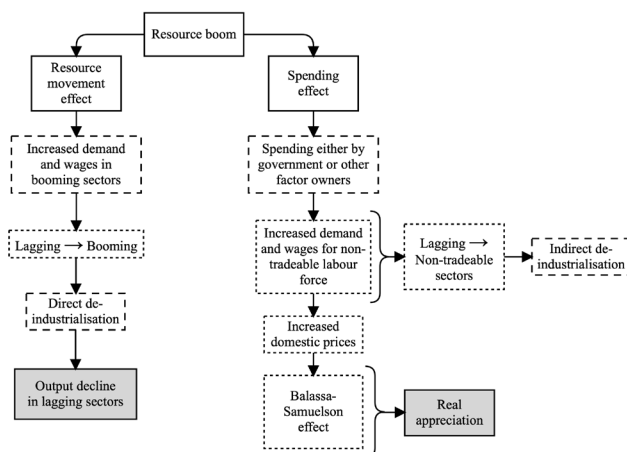 Resource boom
Resource
movement
effect
Spending
effect
Increased demand
and wages in
booming sectors
Spending either by
government or other
factor owners
Lagging → Booming
Increased demand
and wages for non-
tradeable labour
force
Lagging →
Non-tradeable
sectors
Indirect de-
industrialisation
Direct de-
industrialisation
Increased
domestic prices
Output decline
in lagging sectors
Balassa-
Samuelson
effect
Real
appreciation